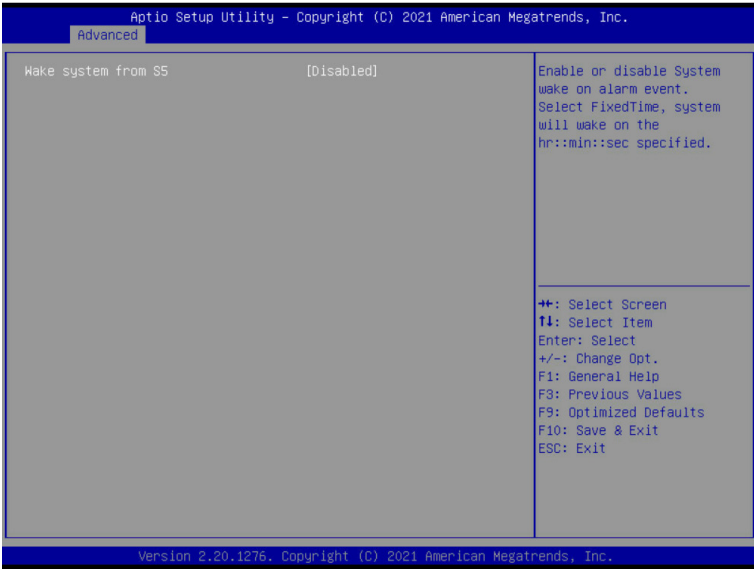 Aptio Setup Utility – Copyright (C) 2021 American Megatrends, Inc.
Advanced
Wake system from S5 [Disabled]
Enable or disable System
wake on alarm event.
Select FixedTime, system
will wake on the
hr::min::sec specified.
→←: Select Screen
↑↓: Select Item
Enter: Select
+/-: Change Opt.
F1: General Help
F3: Previous Values
F9: Optimized Defaults
F10: Save & Exit
ESC: Exit
Version 2.20.1276. Copyright (C) 2021 American Megatrends, Inc.